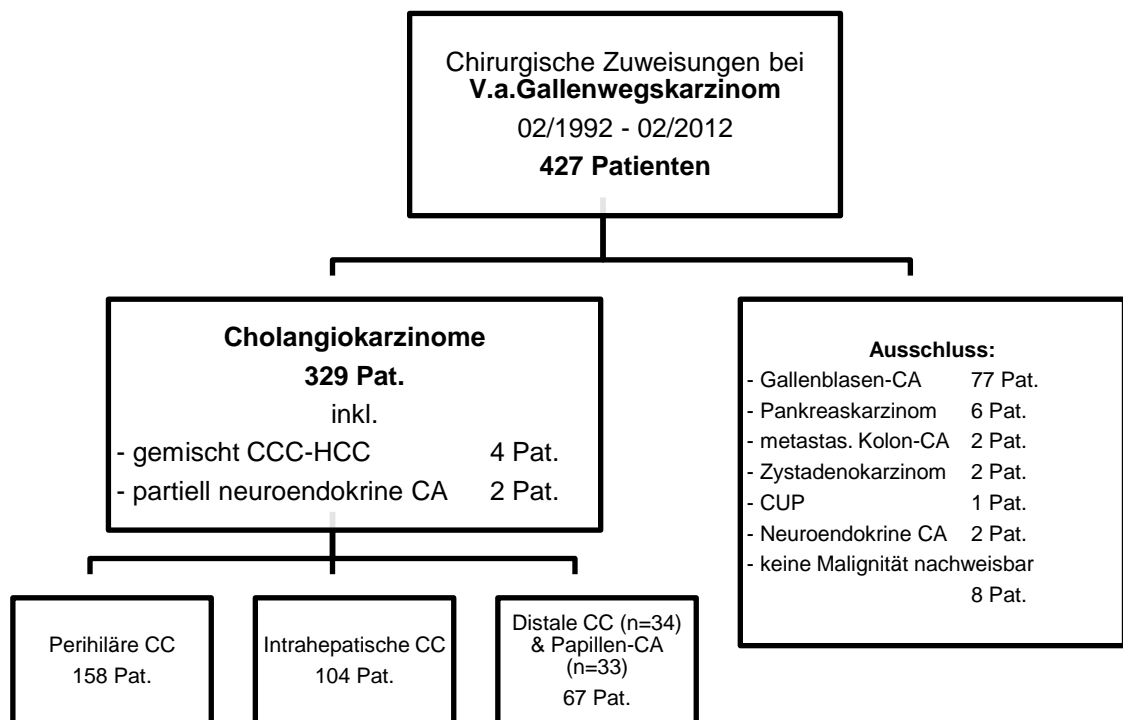 Chirurgische Zuweisungen bei
V.a.Gallenwegskarzinom
02/1992 - 02/2012
427 Patienten
Cholangiokarzinome
329 Pat.
inkl.
- gemischt CCC-HCC 4 Pat.
- partiell neuroendokrine CA 2 Pat.
Ausschluss:
- Gallenblasen-CA 77 Pat.
- Pankreaskarzinom 6 Pat.
- metastas. Kolon-CA 2 Pat.
- Zystadenokarzinom 2 Pat.
- CUP 1 Pat.
- Neuroendokrine CA 2 Pat.
- keine Malignität nachweisbar
8 Pat.
Perihiläre CC
158 Pat.
Intrahepatische CC
104 Pat.
Distale CC (n=34)
& Papillen-CA
(n=33)
67 Pat.